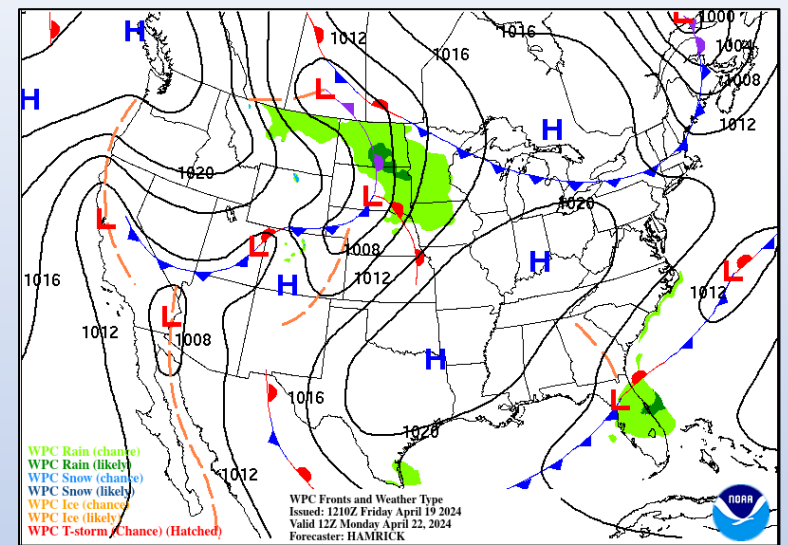 1012
1016
1016
1000
1004
1008
1012
H
H
L
L
H
1020
1020
L
L
L
1008
1012
H
H
L
1012
1016
1012
L
1008
H
1016
L
1020
1012
WPC Rain (chance)
WPC Rain (likely)
WPC Snow (chance)
WPC Snow (likely)
WPC Ice (chance)
WPC Ice (likely)
WPC T-storm (Chance) (Hatched)
WPC Fronts and Weather Type
Issued: 1210Z Friday April 19 2024
Valid 12Z Monday April 22, 2024
Forecaster: HAMRICK
NOAA